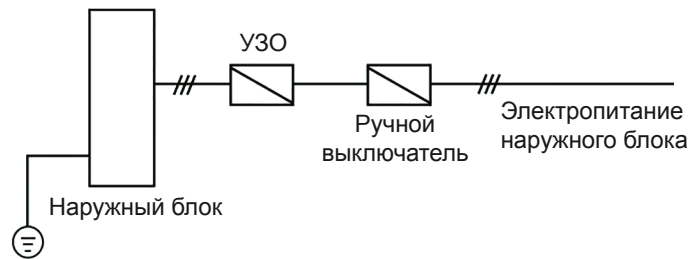 УЗО
Ручной
выключатель
Электропитание
наружного блока
Наружный блок